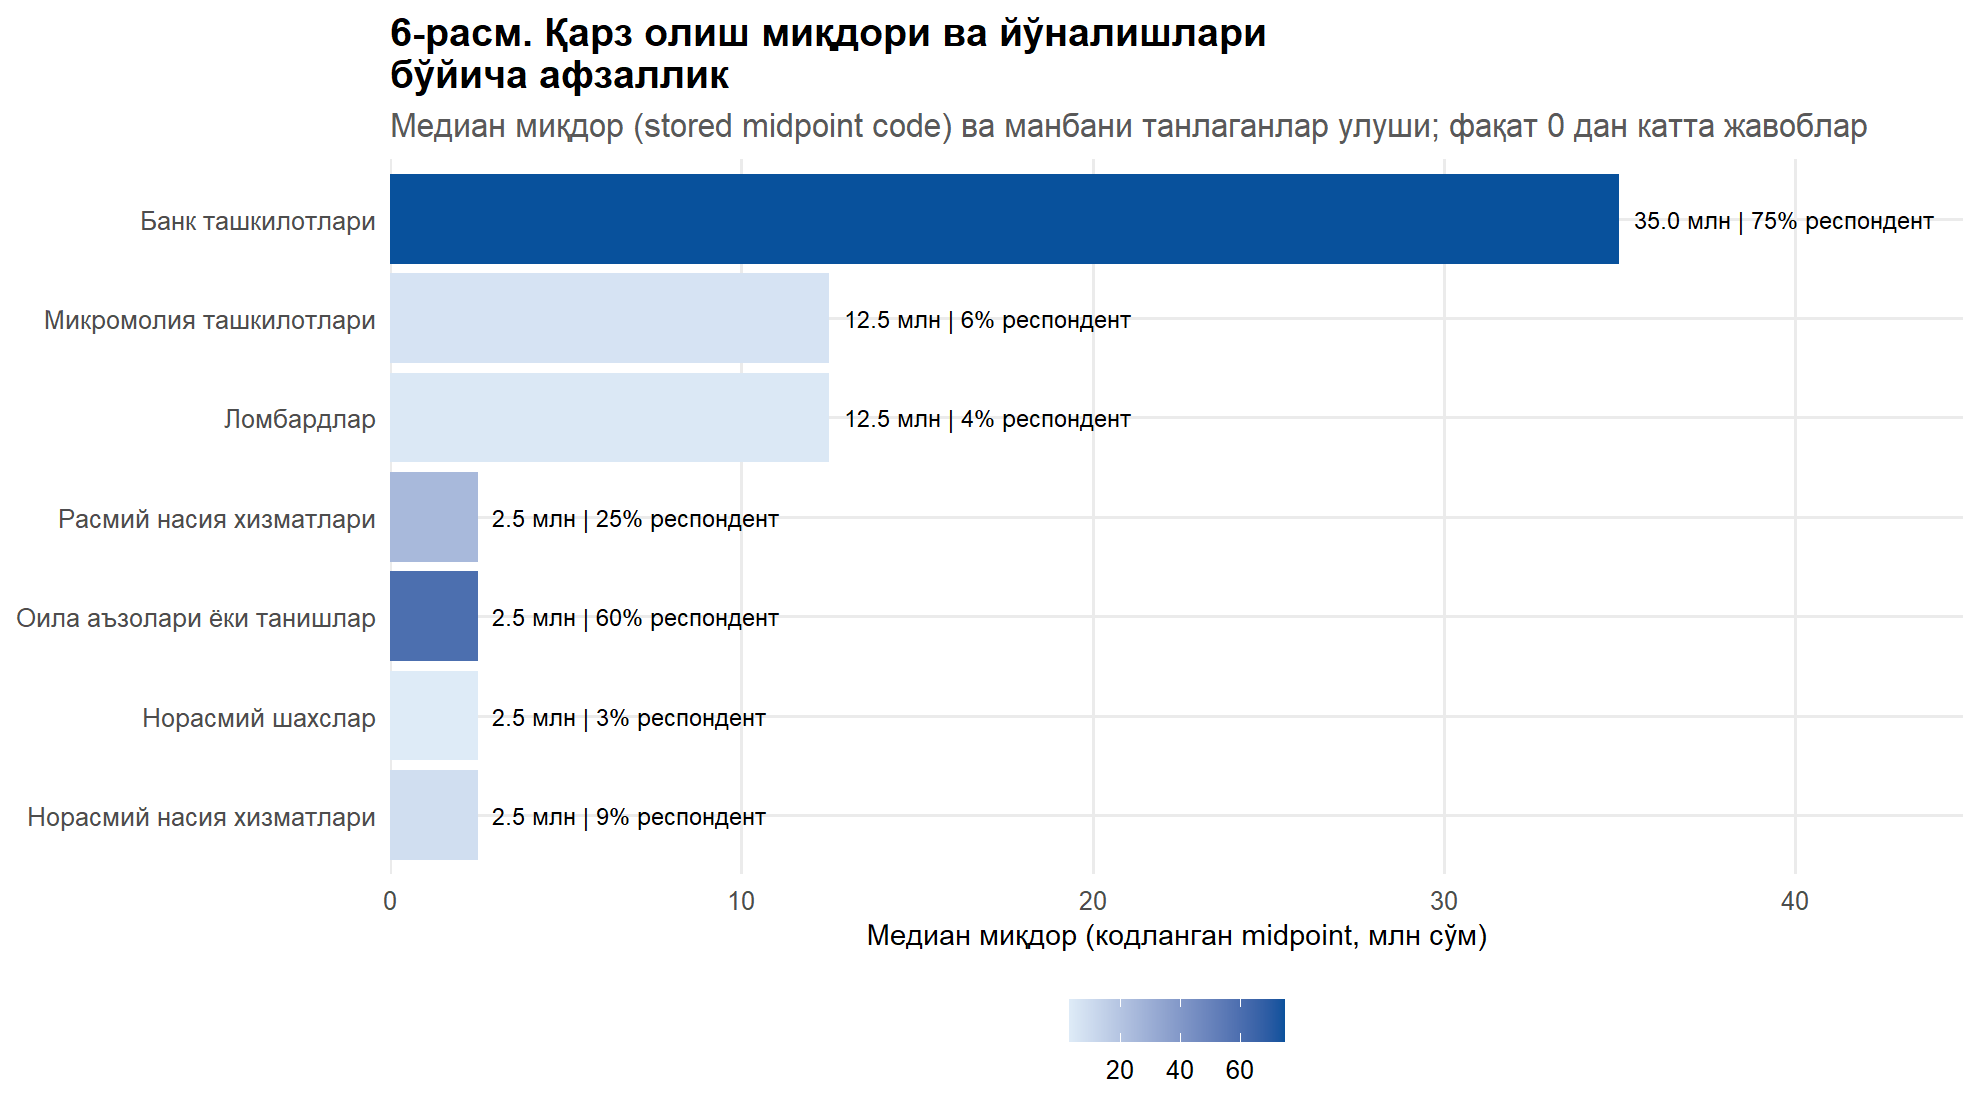 6-расм. Қарз олиш миқдори ва йўналишлари
бўйича афзаллик
Медиан миқдор (stored midpoint code) ва манбани танлаганлар улуши; фақат 0 дан катта жавоблар
Банк ташкилотлари
35.0 млн | 75% респондент
Микромолия ташкилотлари
12.5 млн | 6% респондент
Ломбардлар
12.5 млн | 4% респондент
Расмий насия хизматлари
2.5 млн | 25% респондент
Оила аъзолари ёки танишлар
2.5 млн | 60% респондент
Норасмий шахслар
2.5 млн | 3% респондент
Норасмий насия хизматлари
2.5 млн | 9% респондент
0 10 20 30 40
Медиан миқдор (кодланган midpoint, млн сўм)
20 40 60